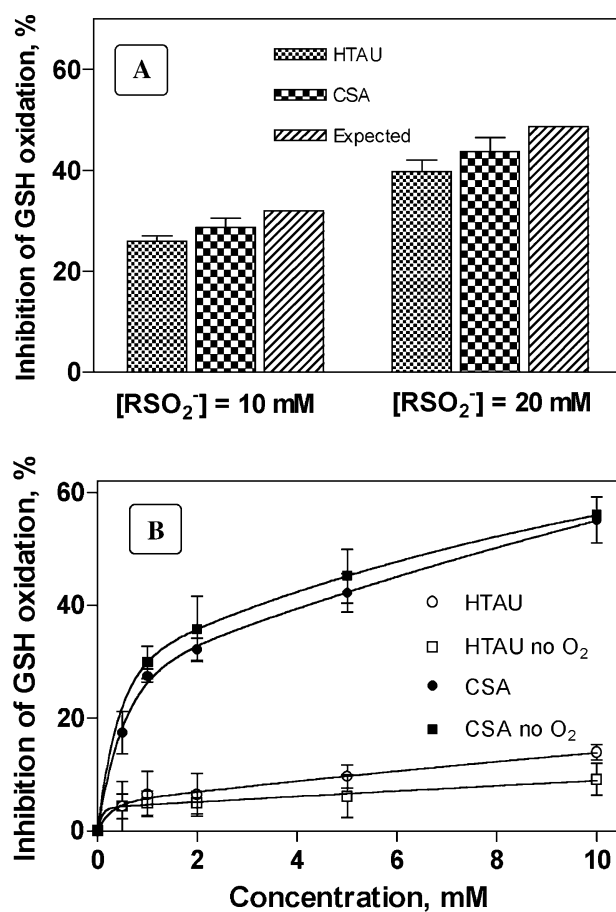 Inhibition of GSH oxidation, %
60
40
20
0
A
HTAU
CSA
Expected
[RSO₂⁻] = 10 mM
[RSO₂⁻] = 20 mM
Inhibition of GSH oxidation, %
60
40
20
0
B
HTAU
HTAU no O₂
CSA
CSA no O₂
0 2 4 6 8 10
Concentration, mM